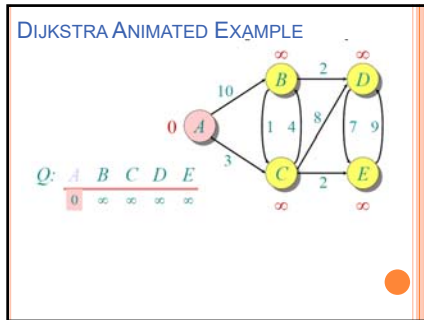 DIJKSTRA ANIMATED EXAMPLE
∞ ∞
B 2 D
10
0 A 1 4 8 7 9
3
C 2 E
∞ ∞
Q: A B C D E
0 ∞ ∞ ∞ ∞